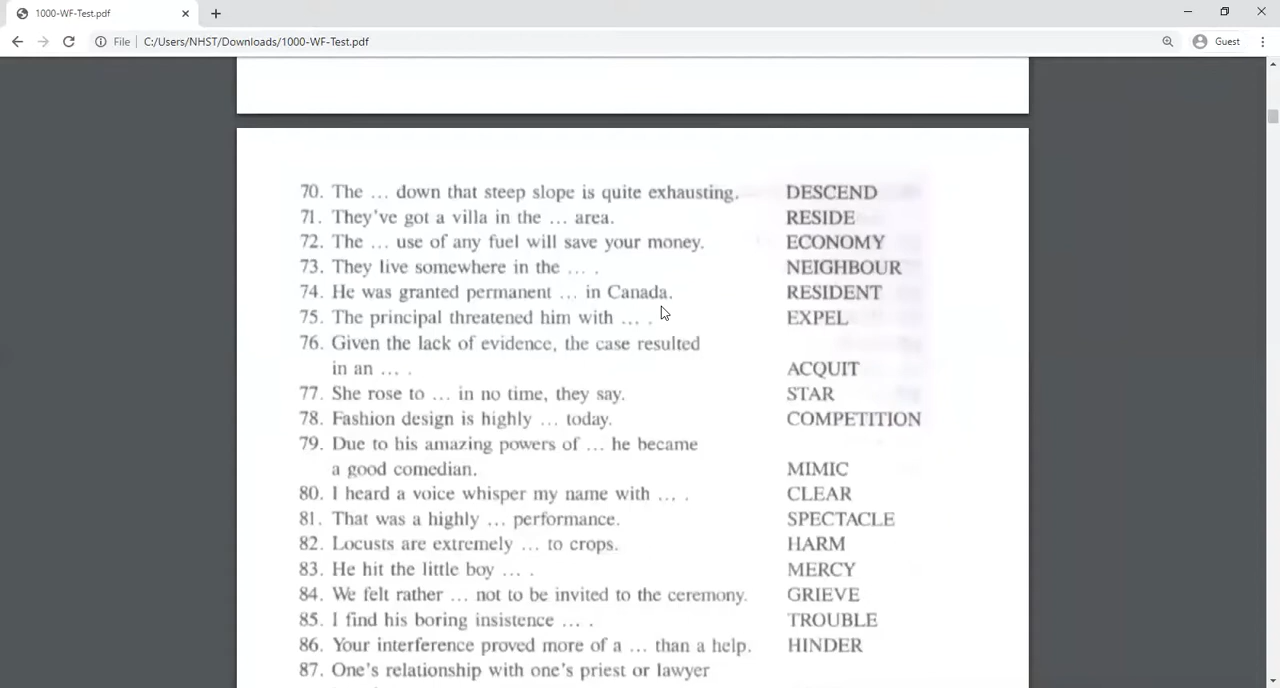 1000-WF-Test.pdf
File
C:/Users/NHST/Downloads/1000-WF-Test.pdf
Guest
70. The ... down that steep slope is quite exhausting. DESCEND
71. They've got a villa in the ... area. RESIDE
72. The ... use of any fuel will save your money. ECONOMY
73. They live somewhere in the ... . NEIGHBOUR
74. He was granted permanent ... in Canada. RESIDENT
75. The principal threatened him with ... . EXPEL
76. Given the lack of evidence, the case resulted
in an ... . ACQUIT
77. She rose to ... in no time, they say. STAR
78. Fashion design is highly ... today. COMPETITION
79. Due to his amazing powers of ... he became
a good comedian. MIMIC
80. I heard a voice whisper my name with ... . CLEAR
81. That was a highly ... performance. SPECTACLE
82. Locusts are extremely ... to crops. HARM
83. He hit the little boy ... . MERCY
84. We felt rather ... not to be invited to the ceremony. GRIEVE
85. I find his boring insistence ... . TROUBLE
86. Your interference proved more of a ... than a help. HINDER
87. One's relationship with one's priest or lawyer